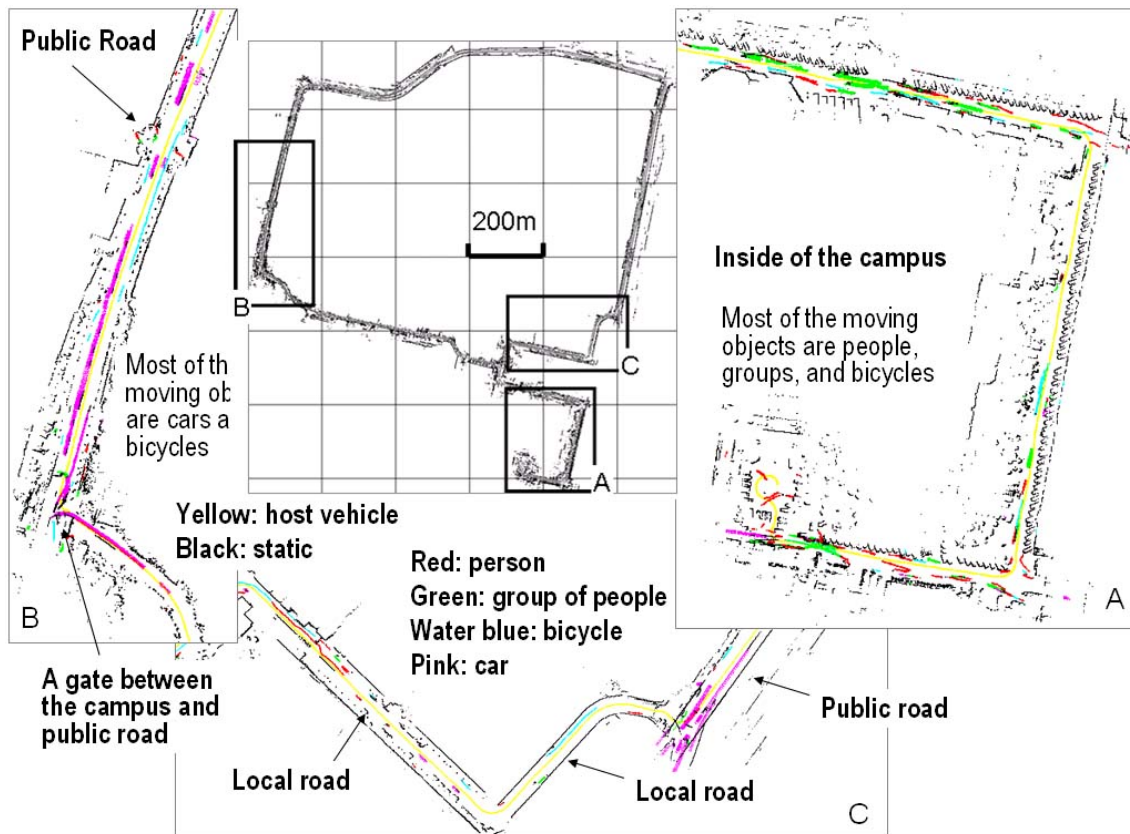 Public Road
Most of th
moving ob
are cars a
bicycles
B
A gate between
the campus and
public road
200m
B
C
A
Inside of the campus
Most of the moving
objects are people,
groups, and bicycles
A
Yellow: host vehicle
Black: static
Red: person
Green: group of people
Water blue: bicycle
Pink: car
Local road
Local road
Public road
C